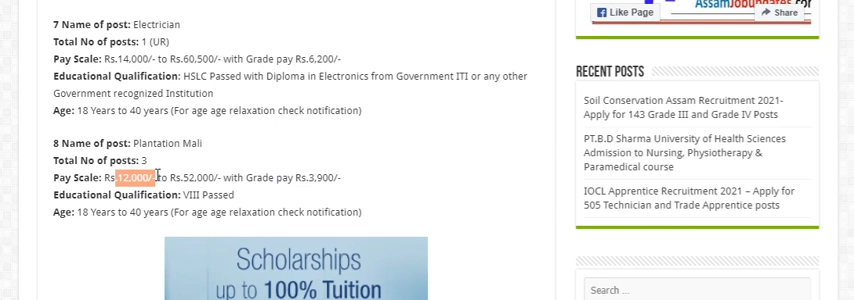 7 Name of post: Electrician
Total No of posts: 1 (UR)
Pay Scale: Rs.14,000/- to Rs.60,500/- with Grade pay Rs.6,200/-
Educational Qualification: HSLC Passed with Diploma in Electronics from Government ITI or any other
Government recognized Institution
Age: 18 Years to 40 years (For age age relaxation check notification)
8 Name of post: Plantation Mali
Total No of posts: 3
Pay Scale: Rs.12,000/- to Rs.52,000/- with Grade pay Rs.3,900/-
Educational Qualification: VIII Passed
Age: 18 Years to 40 years (For age age relaxation check notification)
Scholarships
up to 100% Tuition
Like Page
Share
RECENT POSTS
Soil Conservation Assam Recruitment 2021-
Apply for 143 Grade III and Grade IV Posts
PT.B.D Sharma University of Health Sciences
Admission to Nursing, Physiotherapy &
Paramedical course
IOCL Apprentice Recruitment 2021 – Apply for
505 Technician and Trade Apprentice posts
Search ...